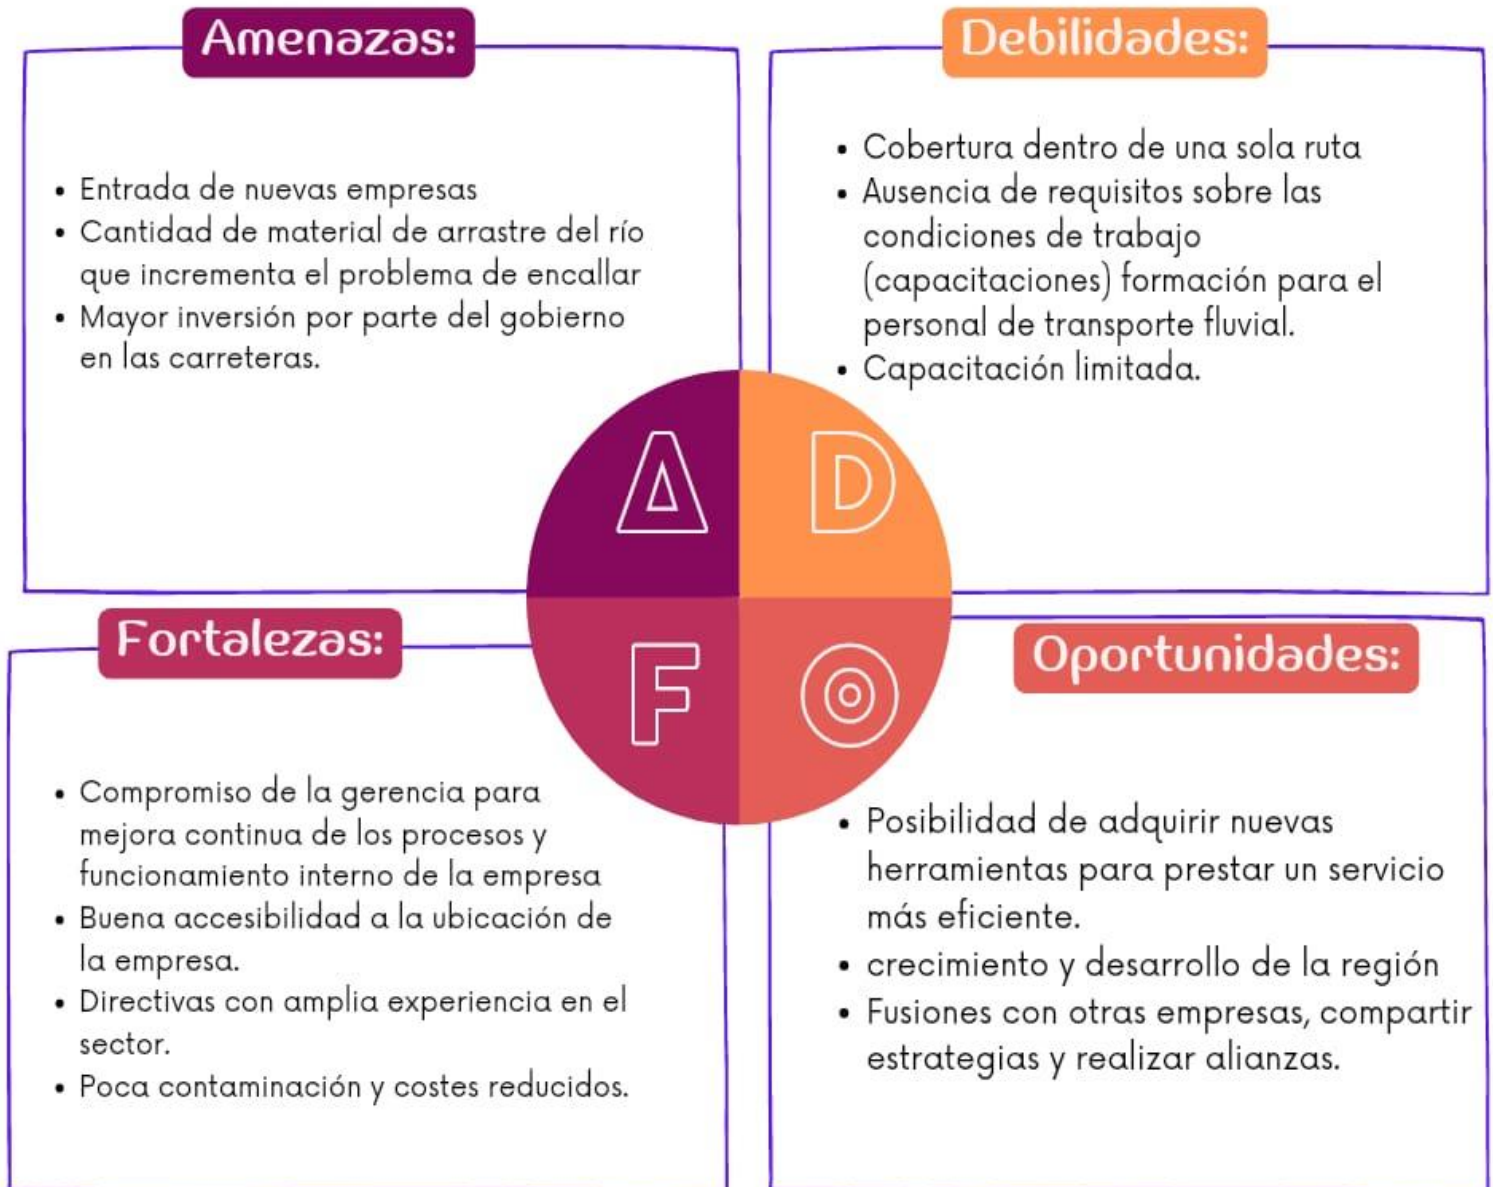 Amenazas:
• Entrada de nuevas empresas
• Cantidad de material de arrastre del río
que incrementa el problema de encallar
• Mayor inversión por parte del gobierno
en las carreteras.
Debilidades:
• Cobertura dentro de una sola ruta
• Ausencia de requisitos sobre las
condiciones de trabajo
(capacitaciones) formación para el
personal de transporte fluvial.
• Capacitación limitada.
A
D
F
O
Fortalezas:
• Compromiso de la gerencia para
mejora continua de los procesos y
funcionamiento interno de la empresa
• Buena accesibilidad a la ubicación de
la empresa.
• Directivas con amplia experiencia en el
sector.
• Poca contaminación y costes reducidos.
Oportunidades:
• Posibilidad de adquirir nuevas
herramientas para prestar un servicio
más eficiente.
• crecimiento y desarrollo de la región
• Fusiones con otras empresas, compartir
estrategias y realizar alianzas.